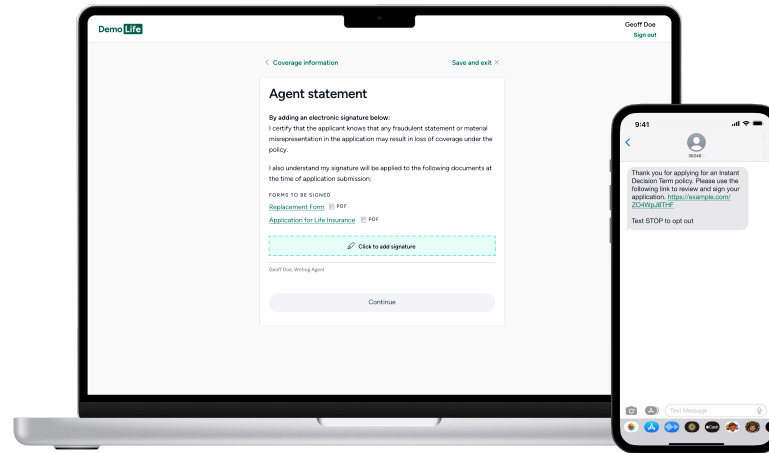 Demo Life
Geoff Doe
Sign out
Coverage information
Save and exit
Agent statement
By adding an electronic signature below:
I certify that the applicant knows that any fraudulent statement or material
misrepresentation in the application may result in loss of coverage under the
policy.
I also understand my signature will be applied to the following documents at
the time of application submission:
FORMS TO BE SIGNED
Replacement Form PDF
Application for Life Insurance PDF
Click to add signature
Geoff Doe, Writing Agent
Continue
9:41
36246
Thank you for applying for an Instant
Decision Term policy. Please use the
following link to review and sign your
application. https://example.com/
ZO4WpJ8THF
Text STOP to opt out
Text Message
Cash